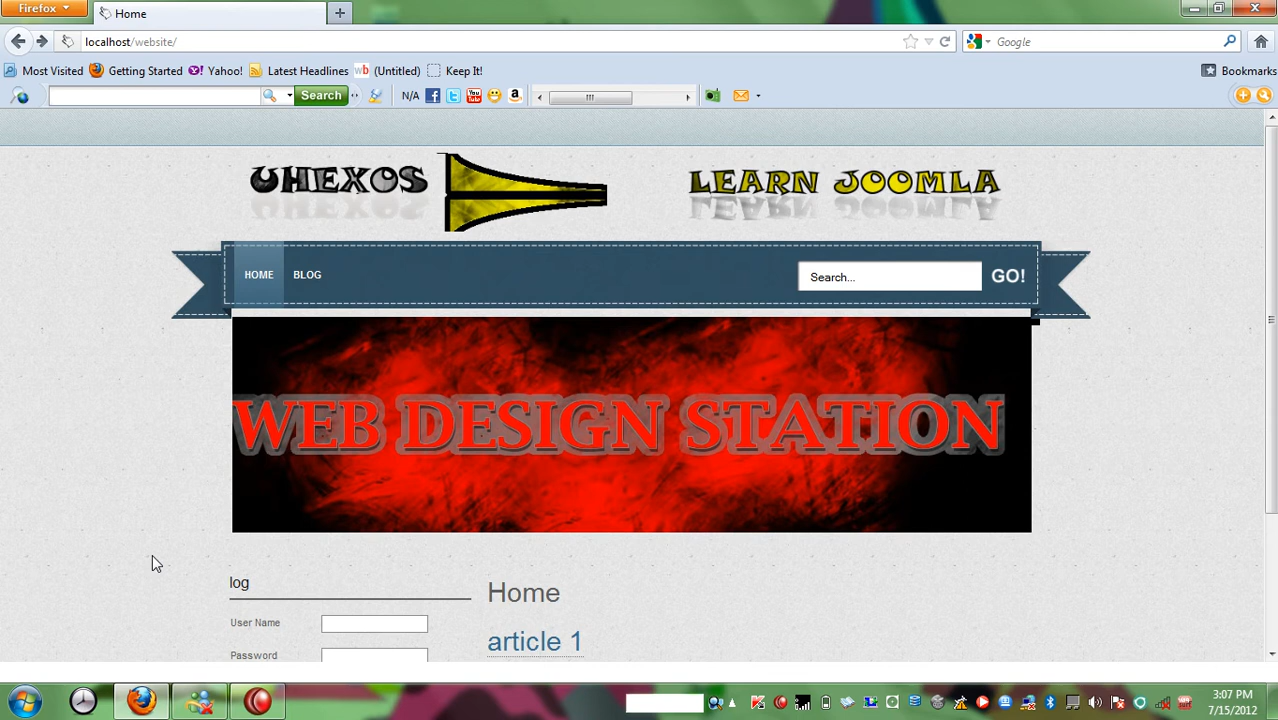 Firefox
Home
localhost/website/
Google
Most Visited
Getting Started
Yahoo!
Latest Headlines
wb
(Untitled)
Keep It!
Bookmarks
Search
N/A
UHEXOS
LEARN JOOMLA
HOME
BLOG
Search...
GO!
WEB DESIGN STATION
log
Home
User Name
article 1
Password
3:07 PM
7/15/2012